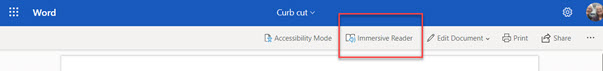 Word
Curb cut
Accessibility Mode Immersive Reader Edit Document Print Share